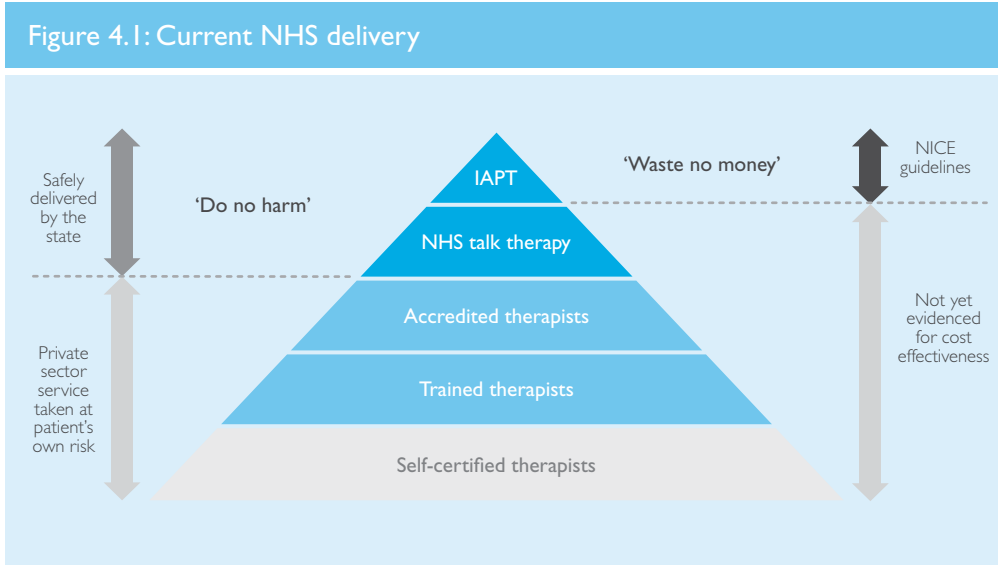 Figure 4.1: Current NHS delivery
Safely
delivered
by the
state
‘Do no harm’
Private
sector
service
taken at
patient’s
own risk
IAPT
NHS talk therapy
Accredited therapists
Trained therapists
Self-certified therapists
‘Waste no money’
NICE
guidelines
Not yet
evidenced
for cost
effectiveness